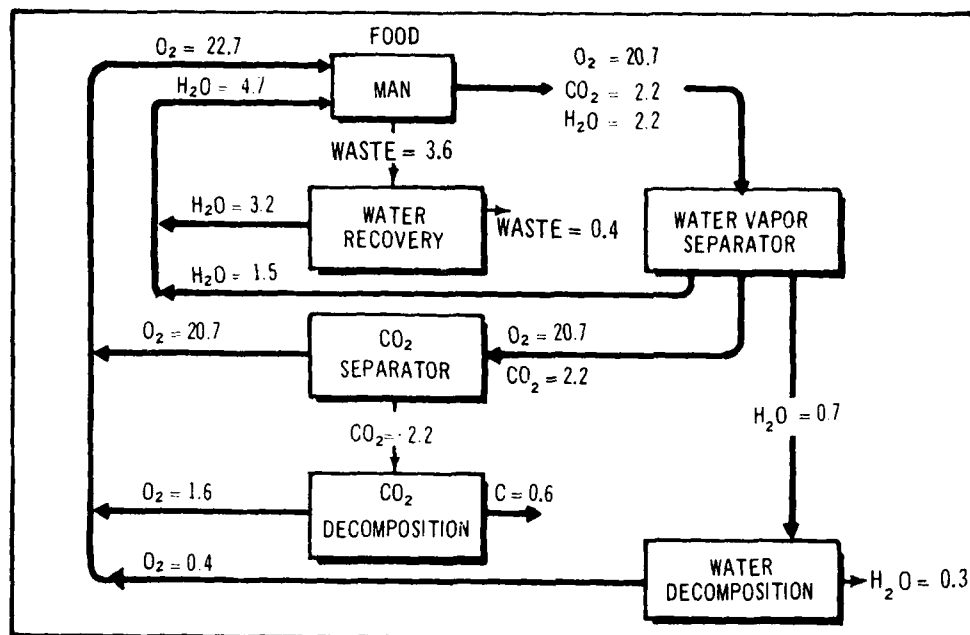 FOOD
O₂ = 22.7
MAN
H₂O = 4.7
O₂ = 20.7
CO₂ = 2.2
H₂O = 2.2
WASTE = 3.6
H₂O = 3.2
WATER
RECOVERY
WASTE = 0.4
WATER VAPOR
SEPARATOR
H₂O = 1.5
O₂ = 20.7
CO₂
SEPARATOR
O₂ = 20.7
CO₂ = 2.2
H₂O = 0.7
CO₂ = 2.2
O₂ = 1.6
CO₂
DECOMPOSITION
C = 0.6
O₂ = 0.4
WATER
DECOMPOSITION
H₂O = 0.3